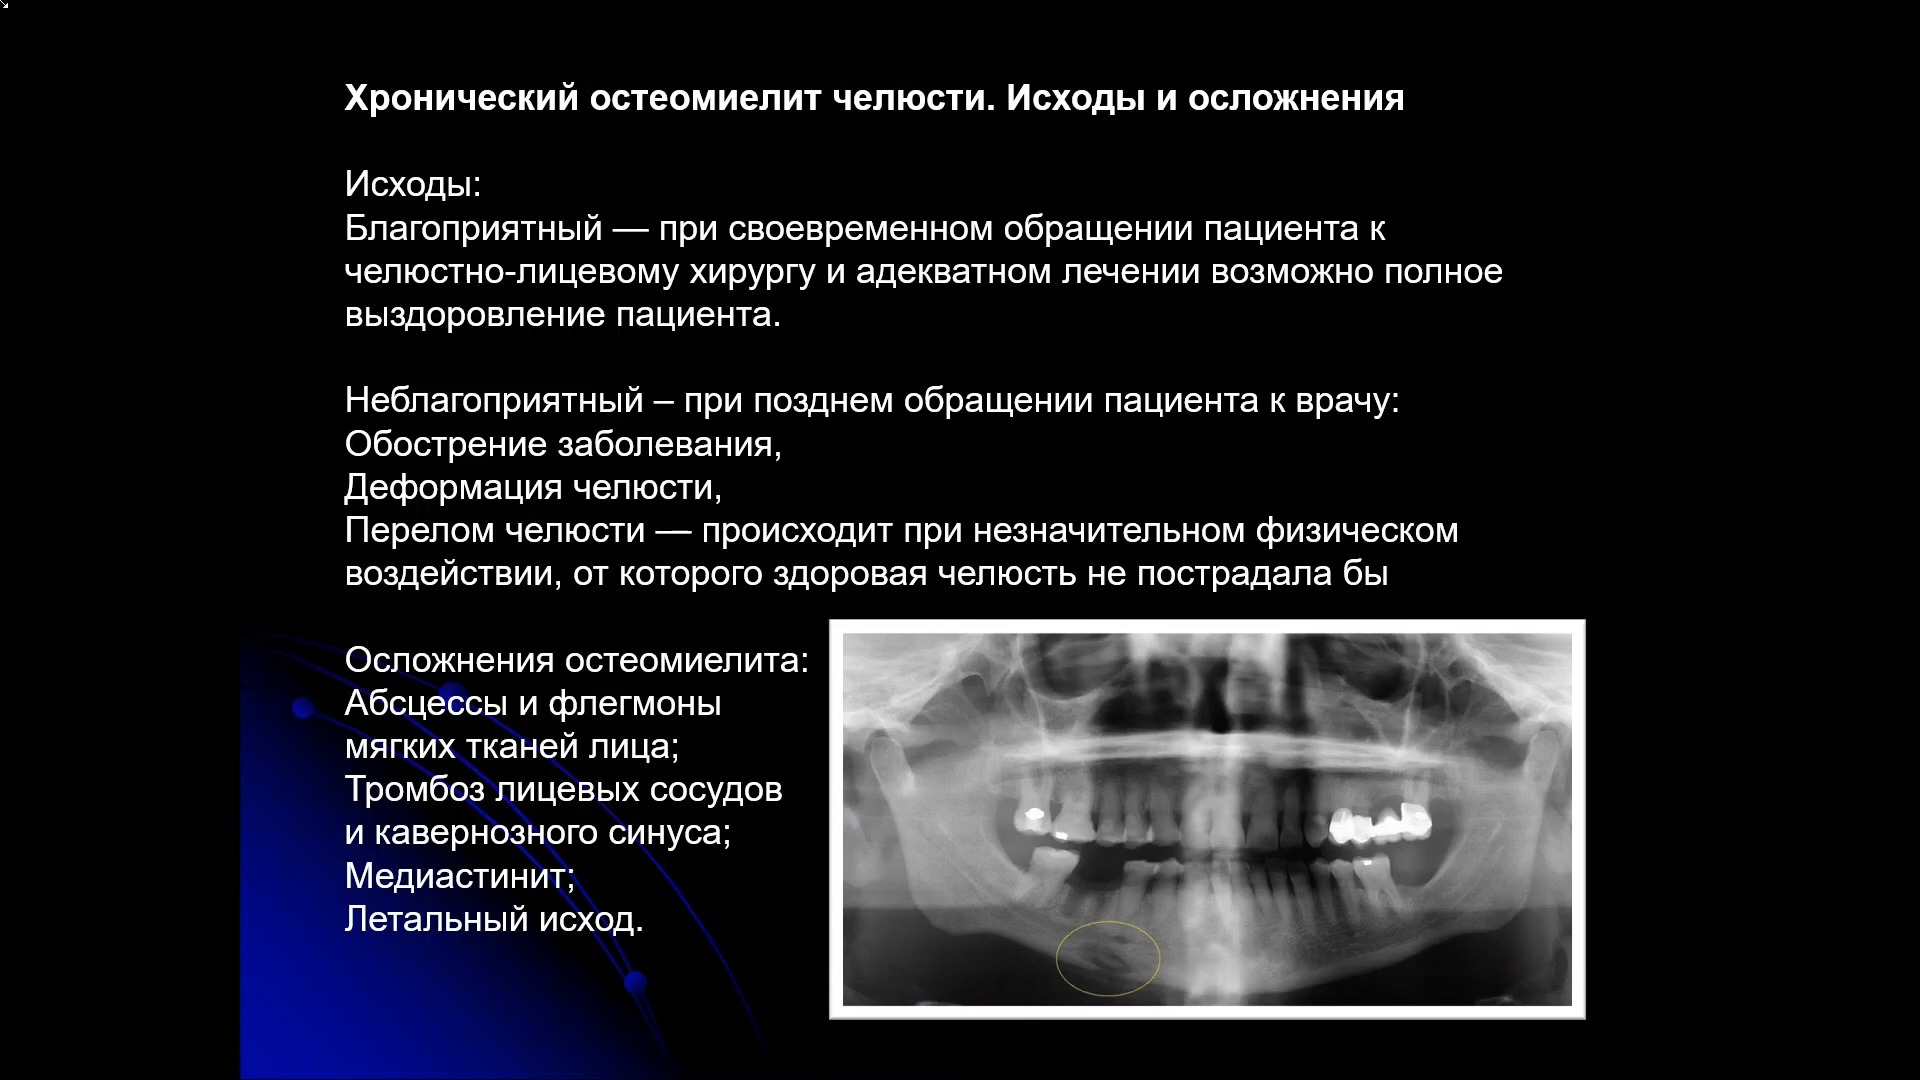 Хронический остеомиелит челюсти. Исходы и осложнения
Исходы:
Благоприятный — при своевременном обращении пациента к
челюстно-лицевому хирургу и адекватном лечении возможно полное
выздоровление пациента.
Неблагоприятный – при позднем обращении пациента к врачу:
Обострение заболевания,
Деформация челюсти,
Перелом челюсти — происходит при незначительном физическом
воздействии, от которого здоровая челюсть не пострадала бы
Осложнения остеомиелита:
Абсцессы и флегмоны
мягких тканей лица;
Тромбоз лицевых сосудов
и кавернозного синуса;
Медиастинит;
Летальный исход.